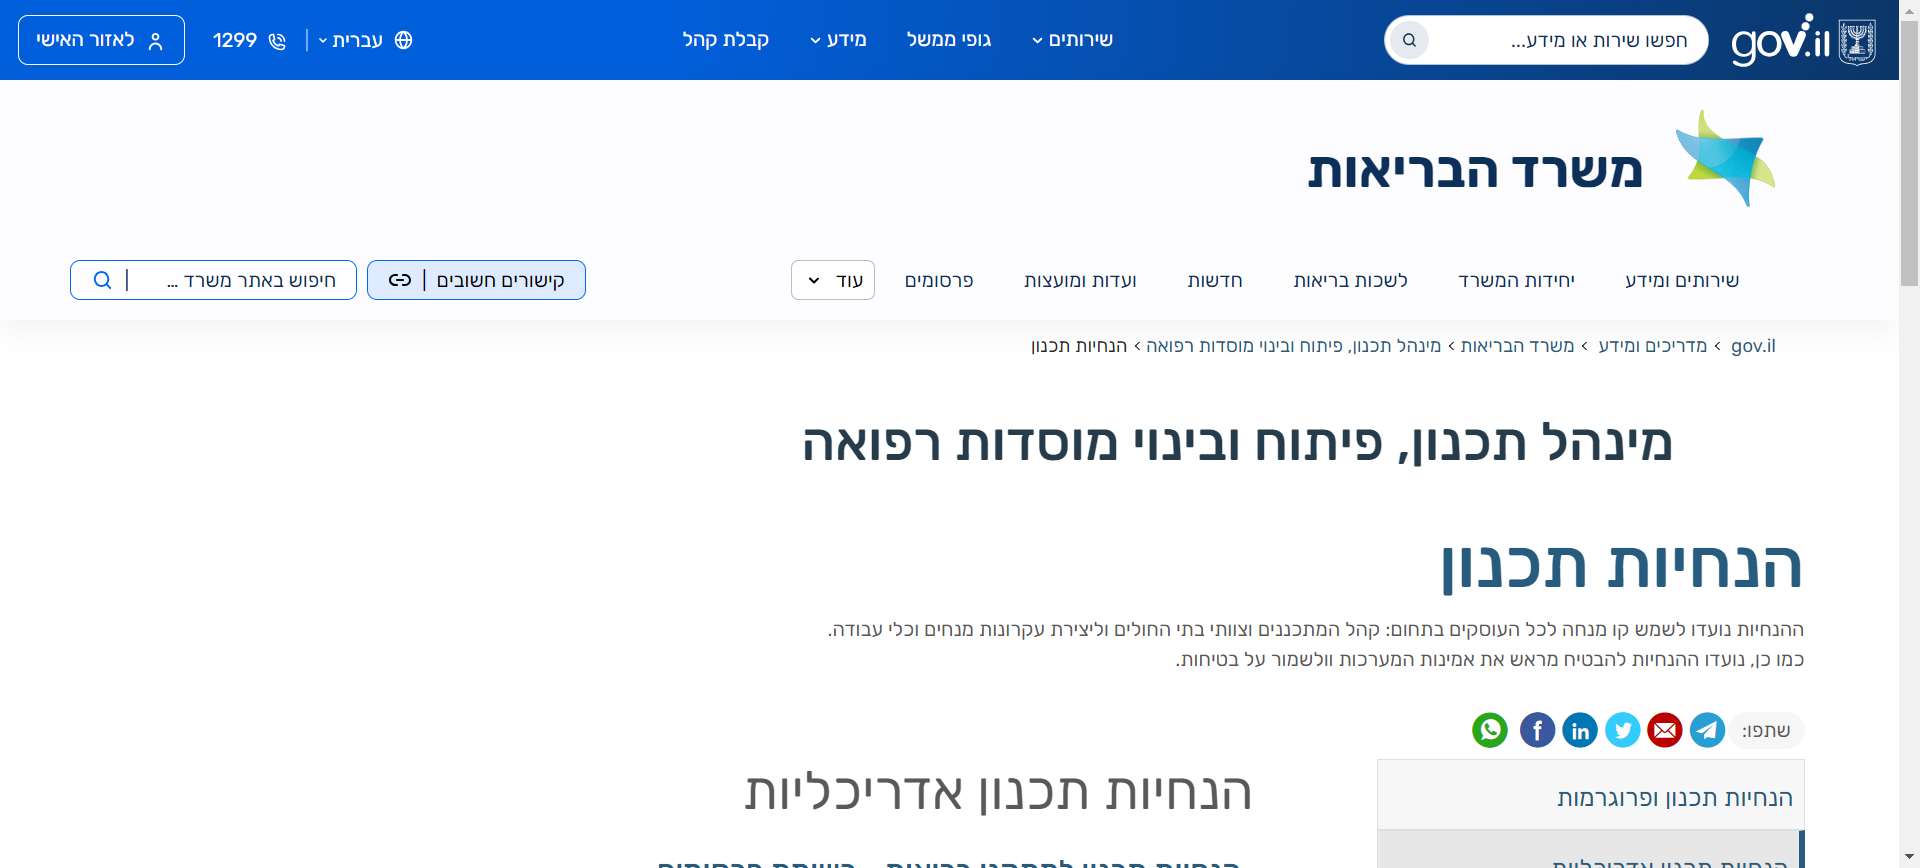 gov.il
חפשו שירות או מידע...
שירותים
גופי ממשל
מידע
קבלת קהל
עברית
1299
לאזור האישי
משרד הבריאות
שירותים ומידע
יחידות המשרד
לשכות בריאות
חדשות
ועדות ומועצות
פרסומים
עוד
קישורים חשובים
חיפוש באתר משרד ...
gov.il > מדריכים ומידע > משרד הבריאות > מינהל תכנון, פיתוח ובינוי מוסדות רפואה > הנחיות תכנון
מינהל תכנון, פיתוח ובינוי מוסדות רפואה
הנחיות תכנון
ההנחיות נועדו לשמש קו מנחה לכל העוסקים בתחום: קהל המתכננים וצוותי בתי החולים וליצירת עקרונות מנחים וכלי עבודה.
כמו כן, נועדו ההנחיות להבטיח מראש את אמינות המערכות וולשמור על בטיחות.
שתפו:
הנחיות תכנון ופרוגרמות
הנחיות תכנון אדריכליות